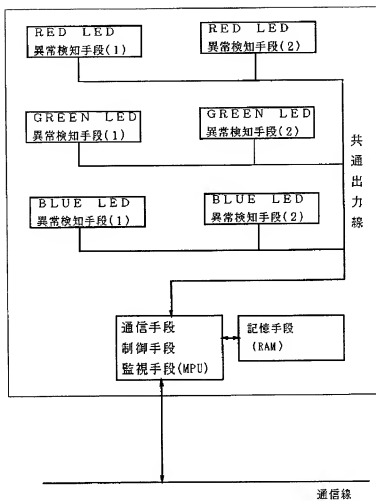 RED LED
異常検知手段(1)
RED LED
異常検知手段(2)
GREEN LED
異常検知手段(1)
GREEN LED
異常検知手段(2)
BLUE LED
異常検知手段(1)
BLUE LED
異常検知手段(2)
共通出力線
通信手段
制御手段
監視手段(MPU)
記憶手段
(RAM)
通信線